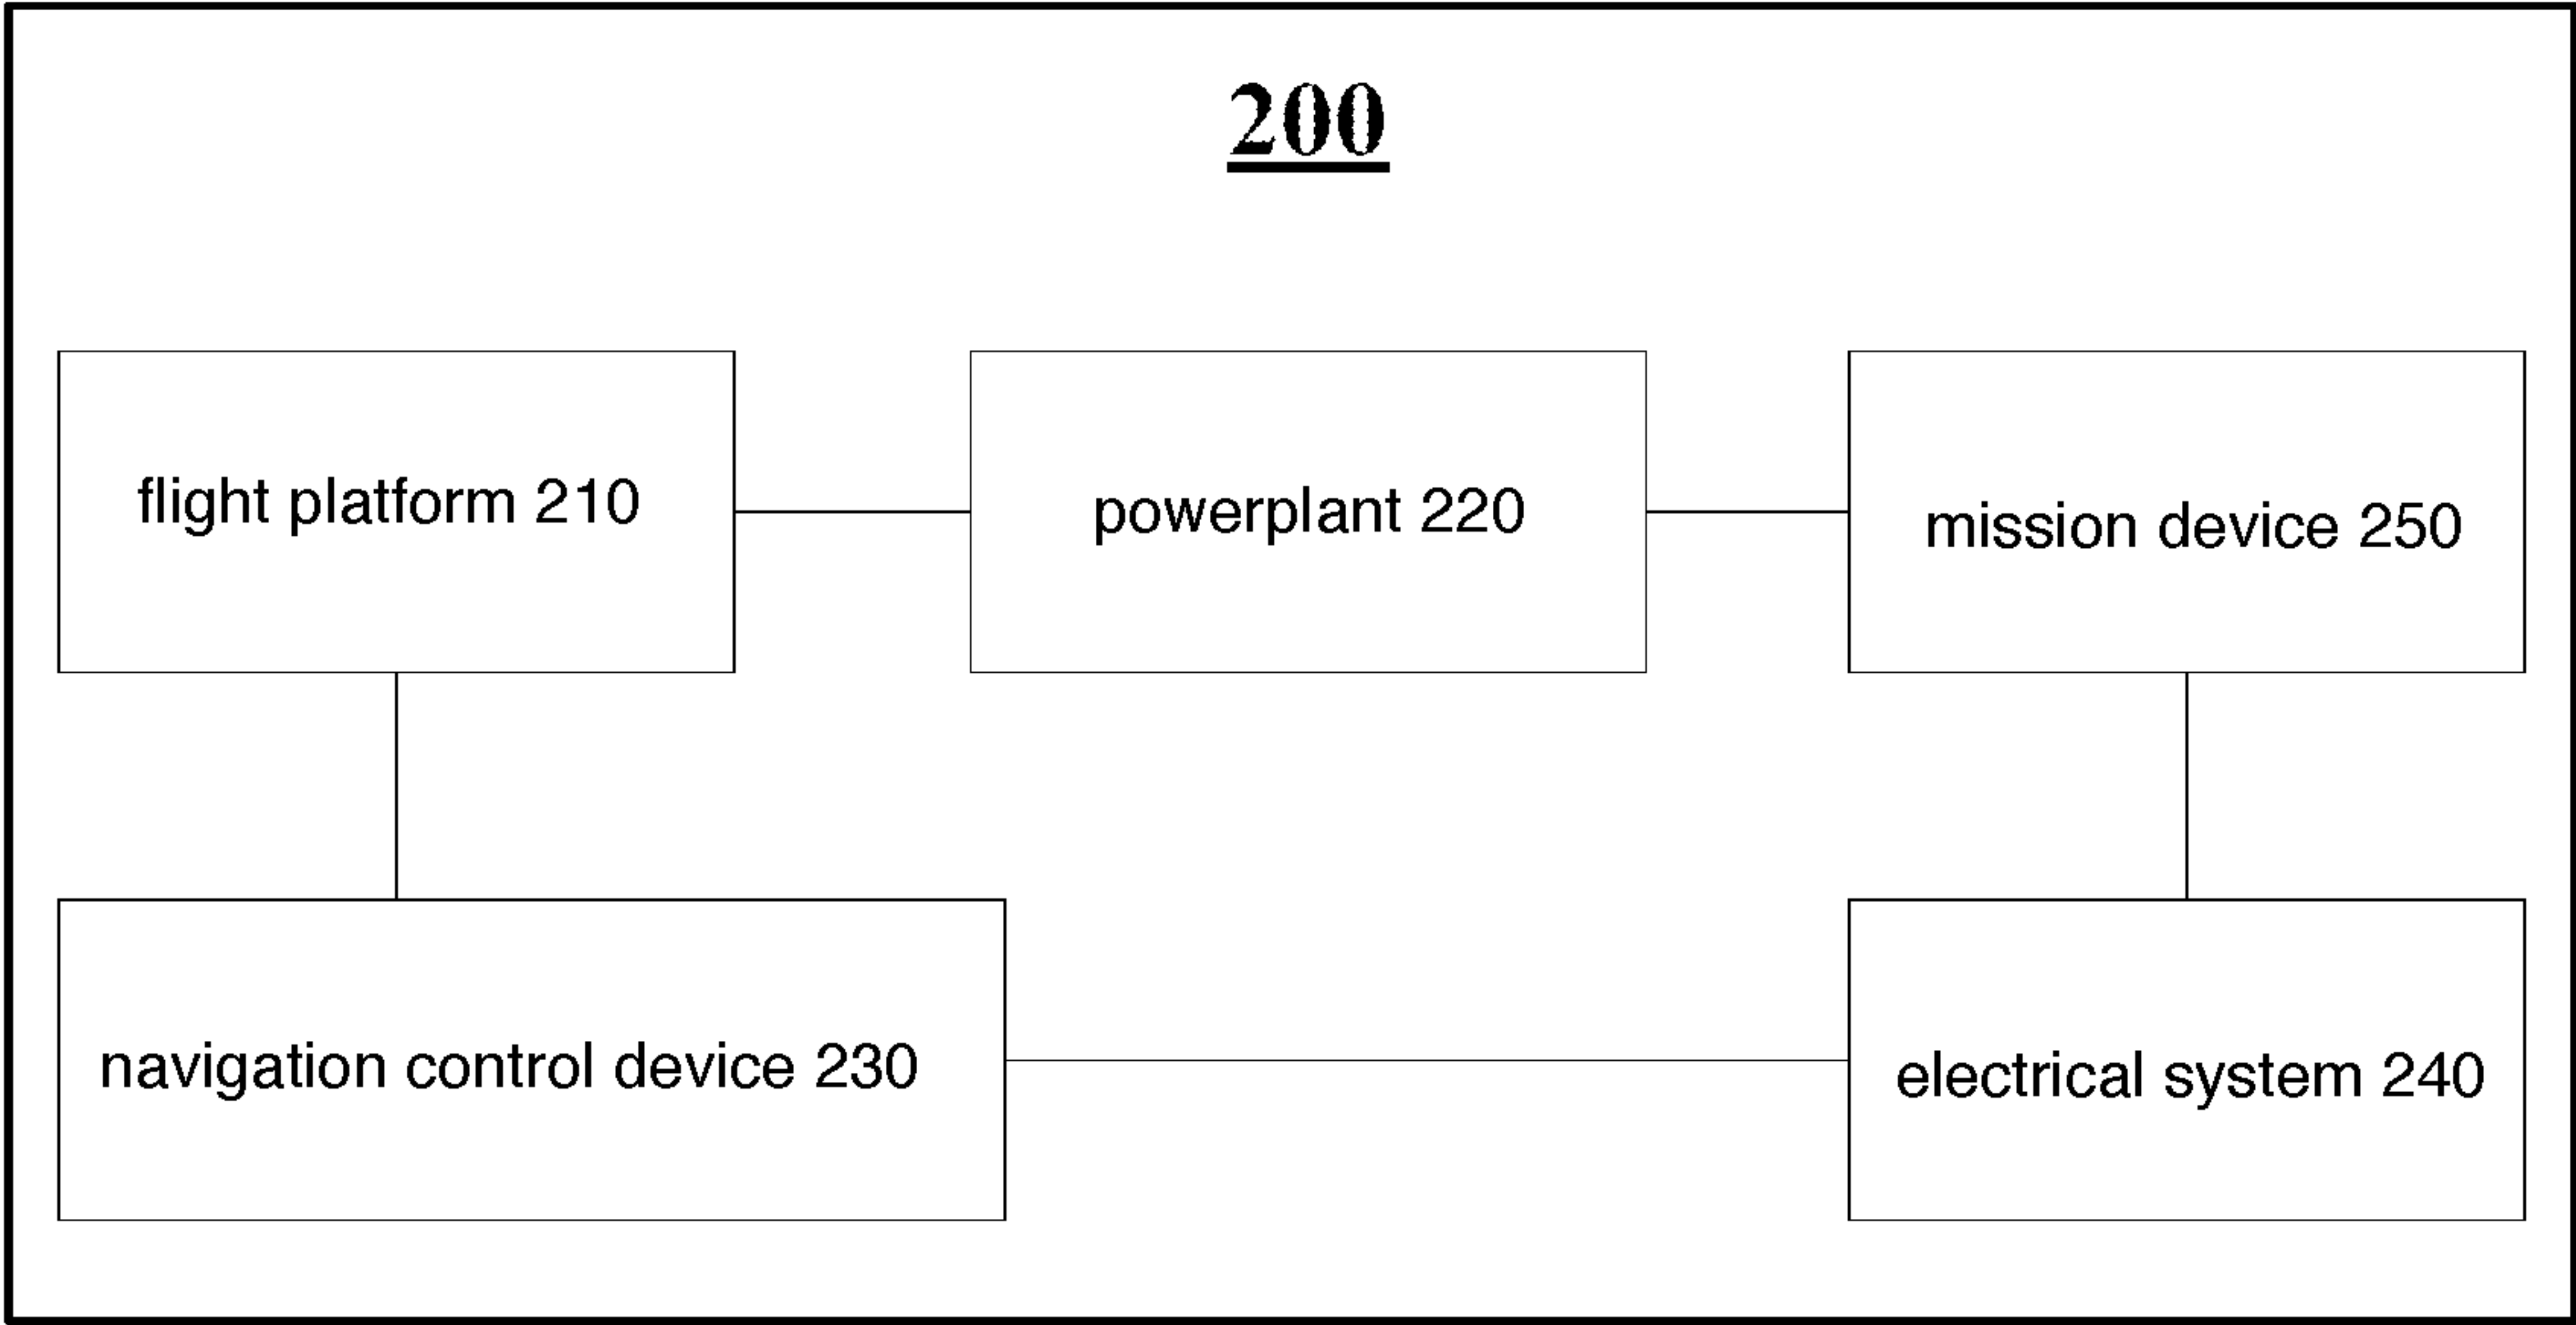 200
flight platform 210
powerplant 220
mission device 250
navigation control device 230
electrical system 240